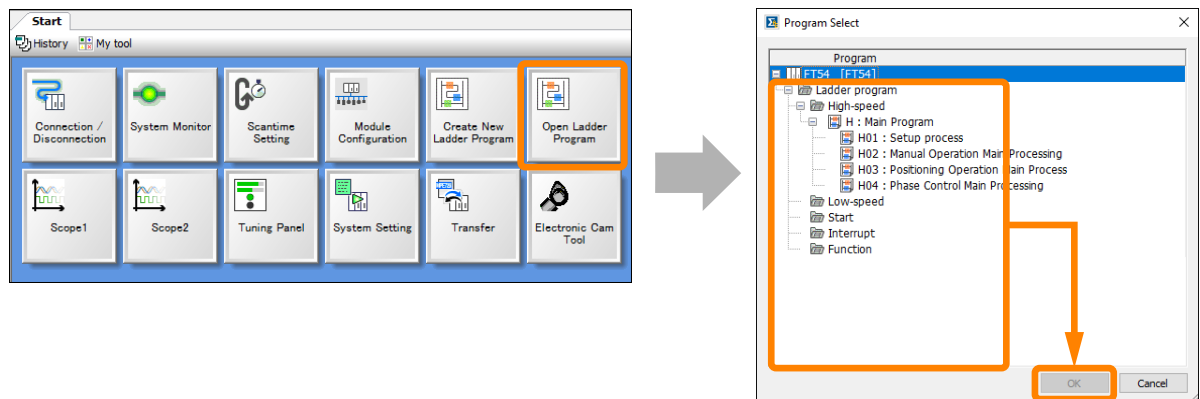 Start
History My tool
Connection /
Disconnection
System Monitor
Scantime
Setting
Module
Configuration
Create New
Ladder Program
Open Ladder
Program
Scope1
Scope2
Tuning Panel
System Setting
Transfer
Electronic Cam
Tool
Program Select
Program
FT54 [FT54]
Ladder program
High-speed
H : Main Program
H01 : Setup process
H02 : Manual Operation Main Processing
H03 : Positioning Operation Main Process
H04 : Phase Control Main Processing
Low-speed
Start
Interrupt
Function
OK
Cancel